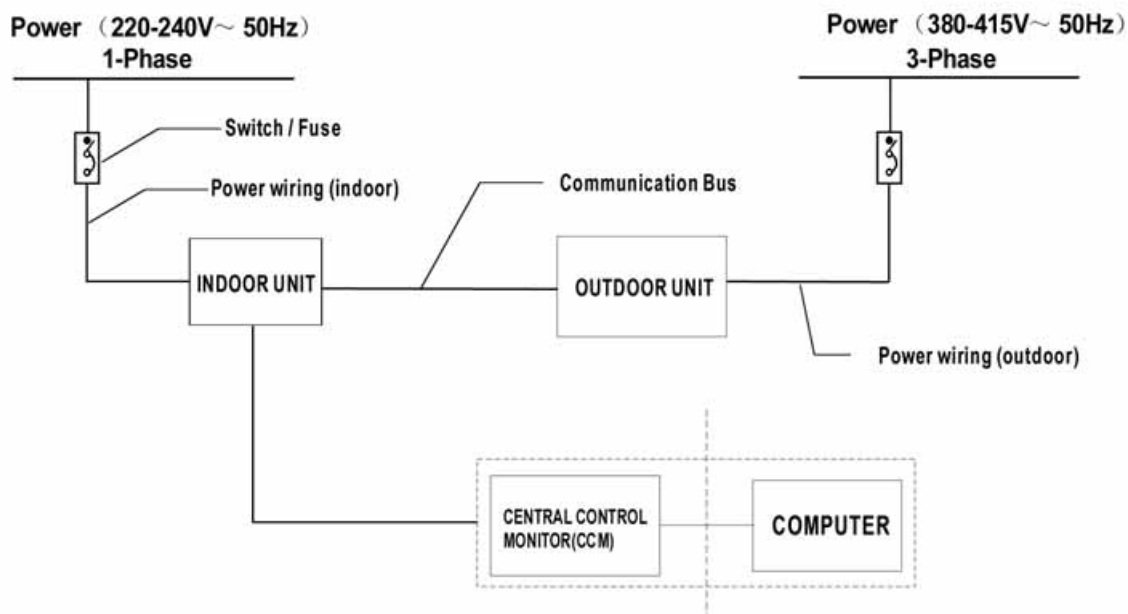 Power （220-240V～ 50Hz）
1-Phase
Power （380-415V～ 50Hz）
3-Phase
Switch / Fuse
Power wiring (indoor)
Communication Bus
INDOOR UNIT
OUTDOOR UNIT
Power wiring (outdoor)
CENTRAL CONTROL
MONITOR(CCM)
COMPUTER